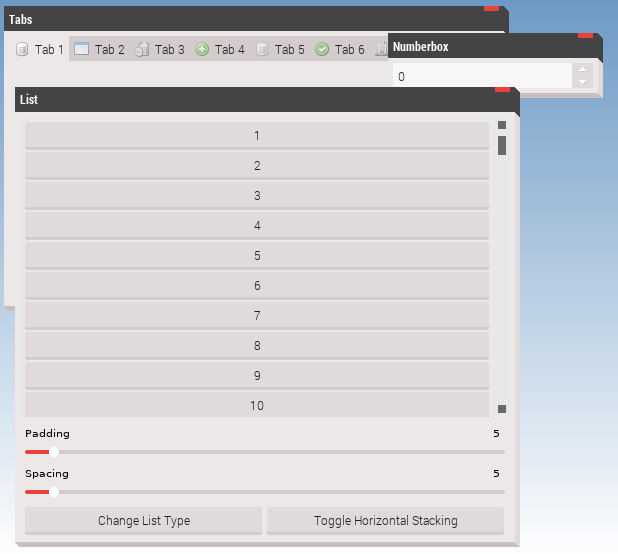 Tabs
Tab 1 Tab 2 Tab 3 Tab 4 Tab 5 Tab 6
Numberbox
0
List
1
2
3
4
5
6
7
8
9
10
Padding 5
Spacing 5
Change List Type Toggle Horizontal Stacking